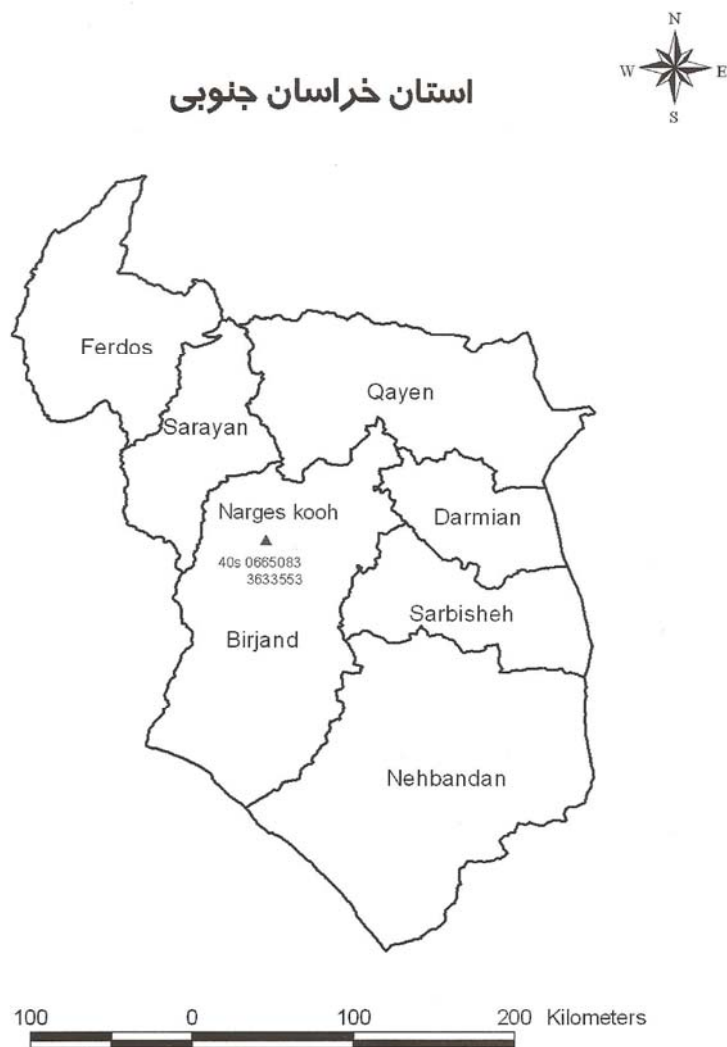 N
W E
S
استان خراسان جنوبی
Ferdos
Qayen
Sarayan
Narges kooh
Darmian
40s 0665083
3633553
Sarbisheh
Birjand
Nehbandan
100 0 100 200 Kilometers